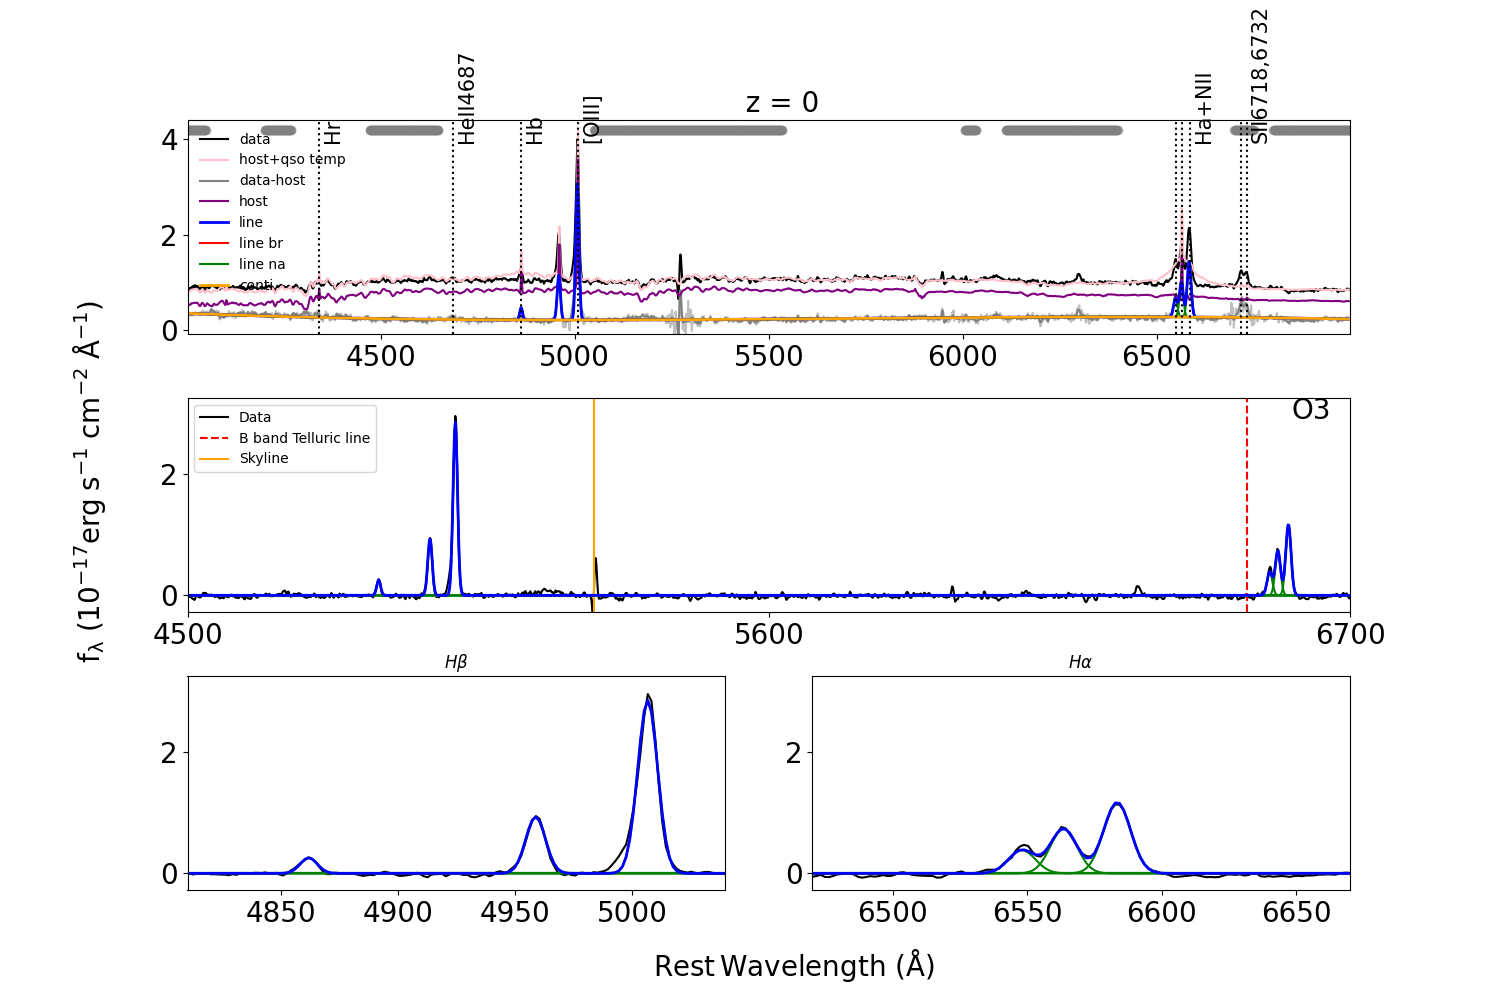 z = 0
Hr
HeII4687
Hb
[OIII]
Ha+NII
SII6718,6732
4
2
0
data
host+qso temp
data-host
host
line
line br
line na
conti
4500
5000
5500
6000
6500
fλ (10⁻¹⁷erg s⁻¹ cm⁻² Å⁻¹)
O3
Data
B band Telluric line
Skyline
2
0
4500
5600
6700
Hβ
2
0
4850
4900
4950
5000
Hα
2
0
6500
6550
6600
6650
Rest Wavelength (Å)